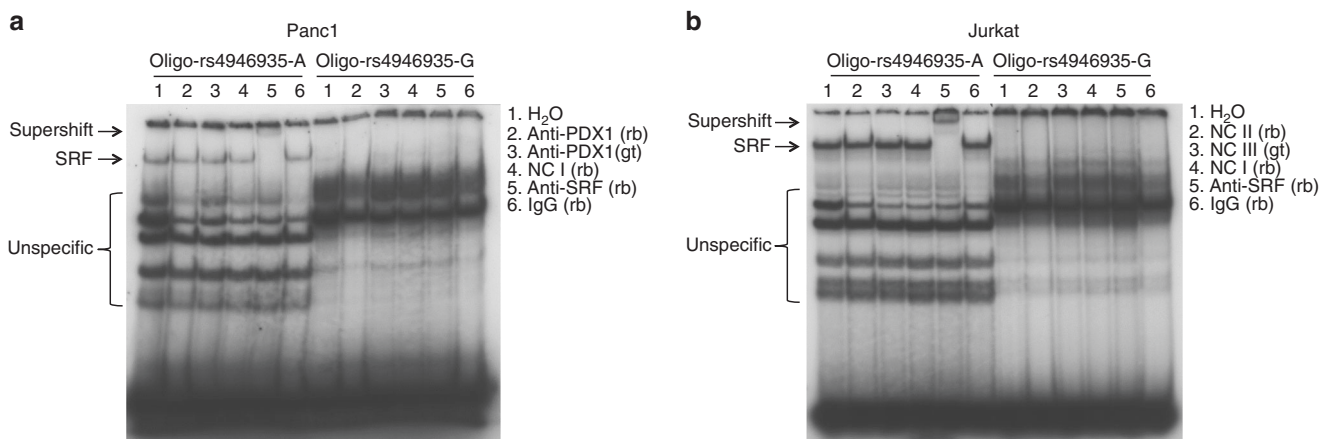 a
Panc1
Oligo-rs4946935-A Oligo-rs4946935-G
1 2 3 4 5 6 1 2 3 4 5 6
Supershift
SRF
Unspecific
1. H2O
2. Anti-PDX1 (rb)
3. Anti-PDX1(gt)
4. NC I (rb)
5. Anti-SRF (rb)
6. IgG (rb)
b
Jurkat
Oligo-rs4946935-A Oligo-rs4946935-G
1 2 3 4 5 6 1 2 3 4 5 6
Supershift
SRF
Unspecific
1. H2O
2. NC II (rb)
3. NC III (gt)
4. NC I (rb)
5. Anti-SRF (rb)
6. IgG (rb)